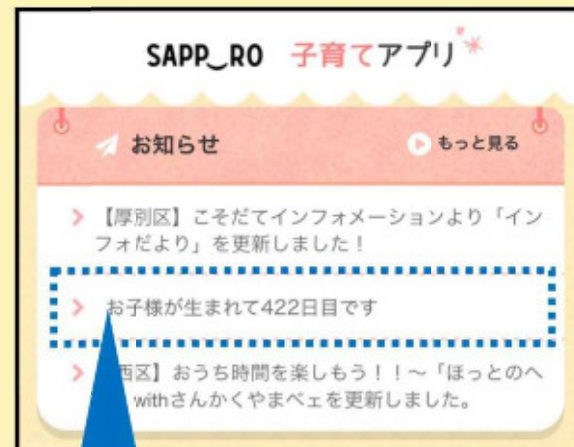 SAPP_RO 子育てアプリ
お知らせ
もっと見る
【厚別区】こそだてインフォメーションより「イン
フォだより」を更新しました！
お子様が生まれて422日目です
西区】おうち時間を楽しもう！！～「ほっとのへ
withさんかくやまべェを更新しました。